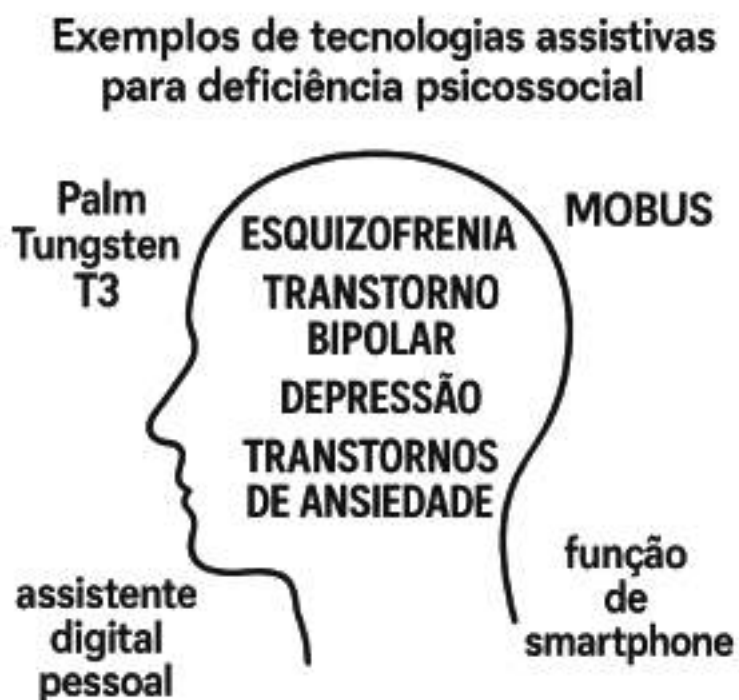 Exemplos de tecnologias assistivas
para deficiência psicossocial
Palm
Tungsten
T3
MOBUS
ESQUIZOFRENIA
TRANSTORNO
BIPOLAR
DEPRESSÃO
TRANSTORNOS
DE ANSIEDADE
assistente
digital
pessoal
função
de
smartphone